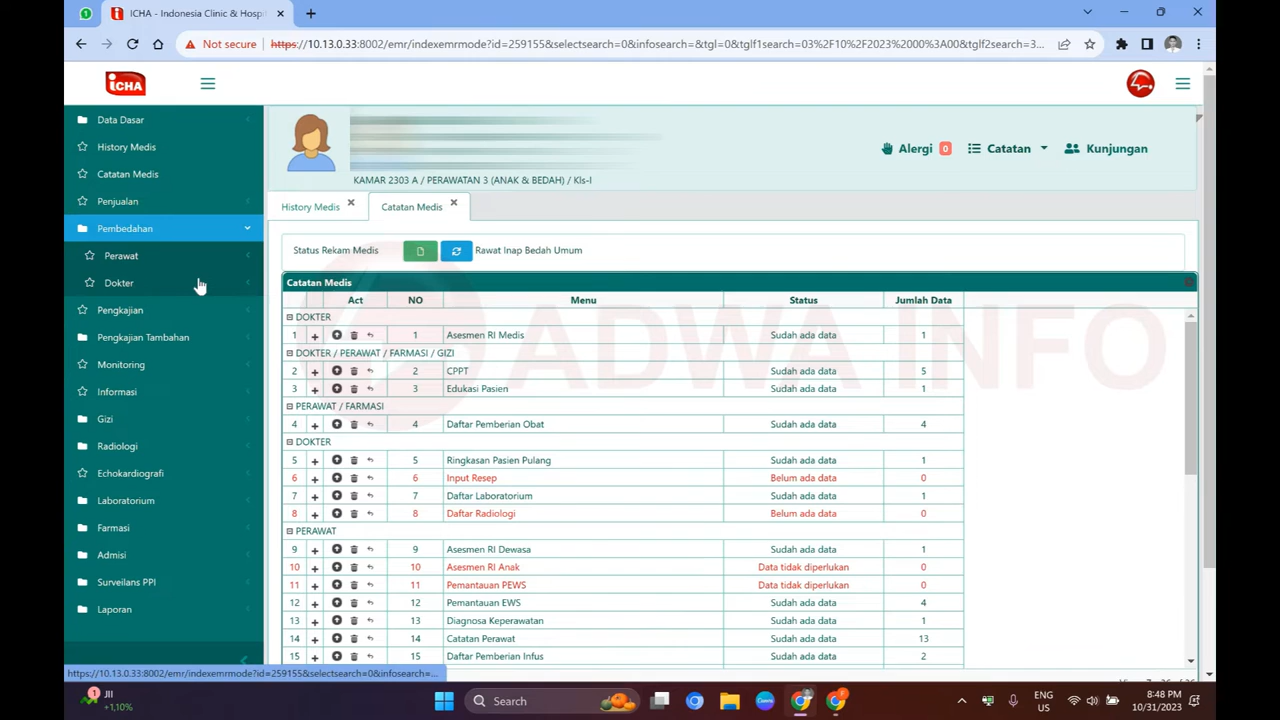 ICHA - Indonesia Clinic & Hospi
Not secure https://10.13.0.33:8002/emr/indexemrmode?id=259155&selectsearch=0&infosearch=&tgl=0&tglf1search=03%2F10%2F2023%2000%3A00&tglf2search=3...
iCHA
Data Dasar
History Medis
Catatan Medis
Penjualan
Pembedahan
Perawat
Dokter
Pengkajian
Pengkajian Tambahan
Monitoring
Informasi
Gizi
Radiologi
Echokardiografi
Laboratorium
Farmasi
Admisi
Surveilans PPI
Laporan
Alergi 0 Catatan Kunjungan
KAMAR 2303 A / PERAWATAN 3 (ANAK & BEDAH) / Kls-I
History Medis Catatan Medis
Status Rekam Medis Rawat Inap Bedah Umum
Catatan Medis
Act NO Menu Status Jumlah Data
DOKTER
1 1 Asesmen RI Medis Sudah ada data 1
DOKTER / PERAWAT / FARMASI / GIZI
2 2 CPPT Sudah ada data 5
3 3 Edukasi Pasien Sudah ada data 1
PERAWAT / FARMASI
4 4 Daftar Pemberian Obat Sudah ada data 4
DOKTER
5 5 Ringkasan Pasien Pulang Sudah ada data 1
6 6 Input Resep Belum ada data 0
7 7 Daftar Laboratorium Sudah ada data 1
8 8 Daftar Radiologi Belum ada data 0
PERAWAT
9 9 Asesmen RI Dewasa Sudah ada data 1
10 10 Asesmen RI Anak Data tidak diperlukan 0
11 11 Pemantauan PEWS Data tidak diperlukan 0
12 12 Pemantauan EWS Sudah ada data 4
13 13 Diagnosa Keperawatan Sudah ada data 1
14 14 Catatan Perawat Sudah ada data 13
15 15 Daftar Pemberian Infus Sudah ada data 2
ADWA INFO
https://10.13.0.33:8002/emr/indexemrmode?id=259155&selectsearch=0&infosearch=...
1 JII
+1,10%
Search
ENG
US
8:48 PM
10/31/2023